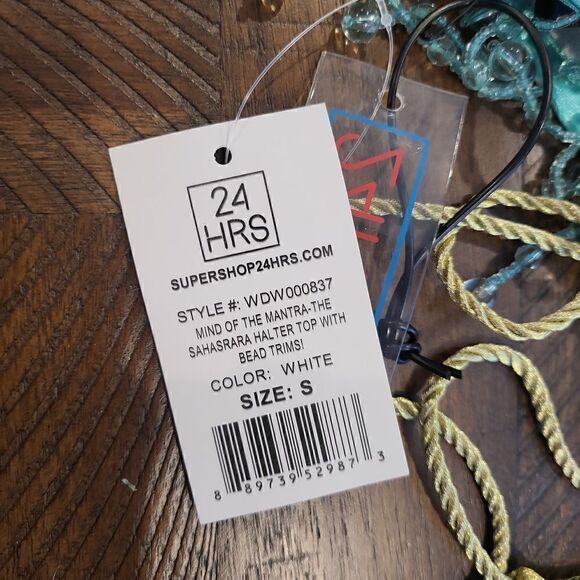 24
HRS
SUPERSHOP24HRS.COM
STYLE #: WDW000837
MIND OF THE MANTRA-THE
SAHASRARA HALTER TOP WITH
BEAD TRIMS!
COLOR: WHITE
SIZE: S
8 89739 52987 3